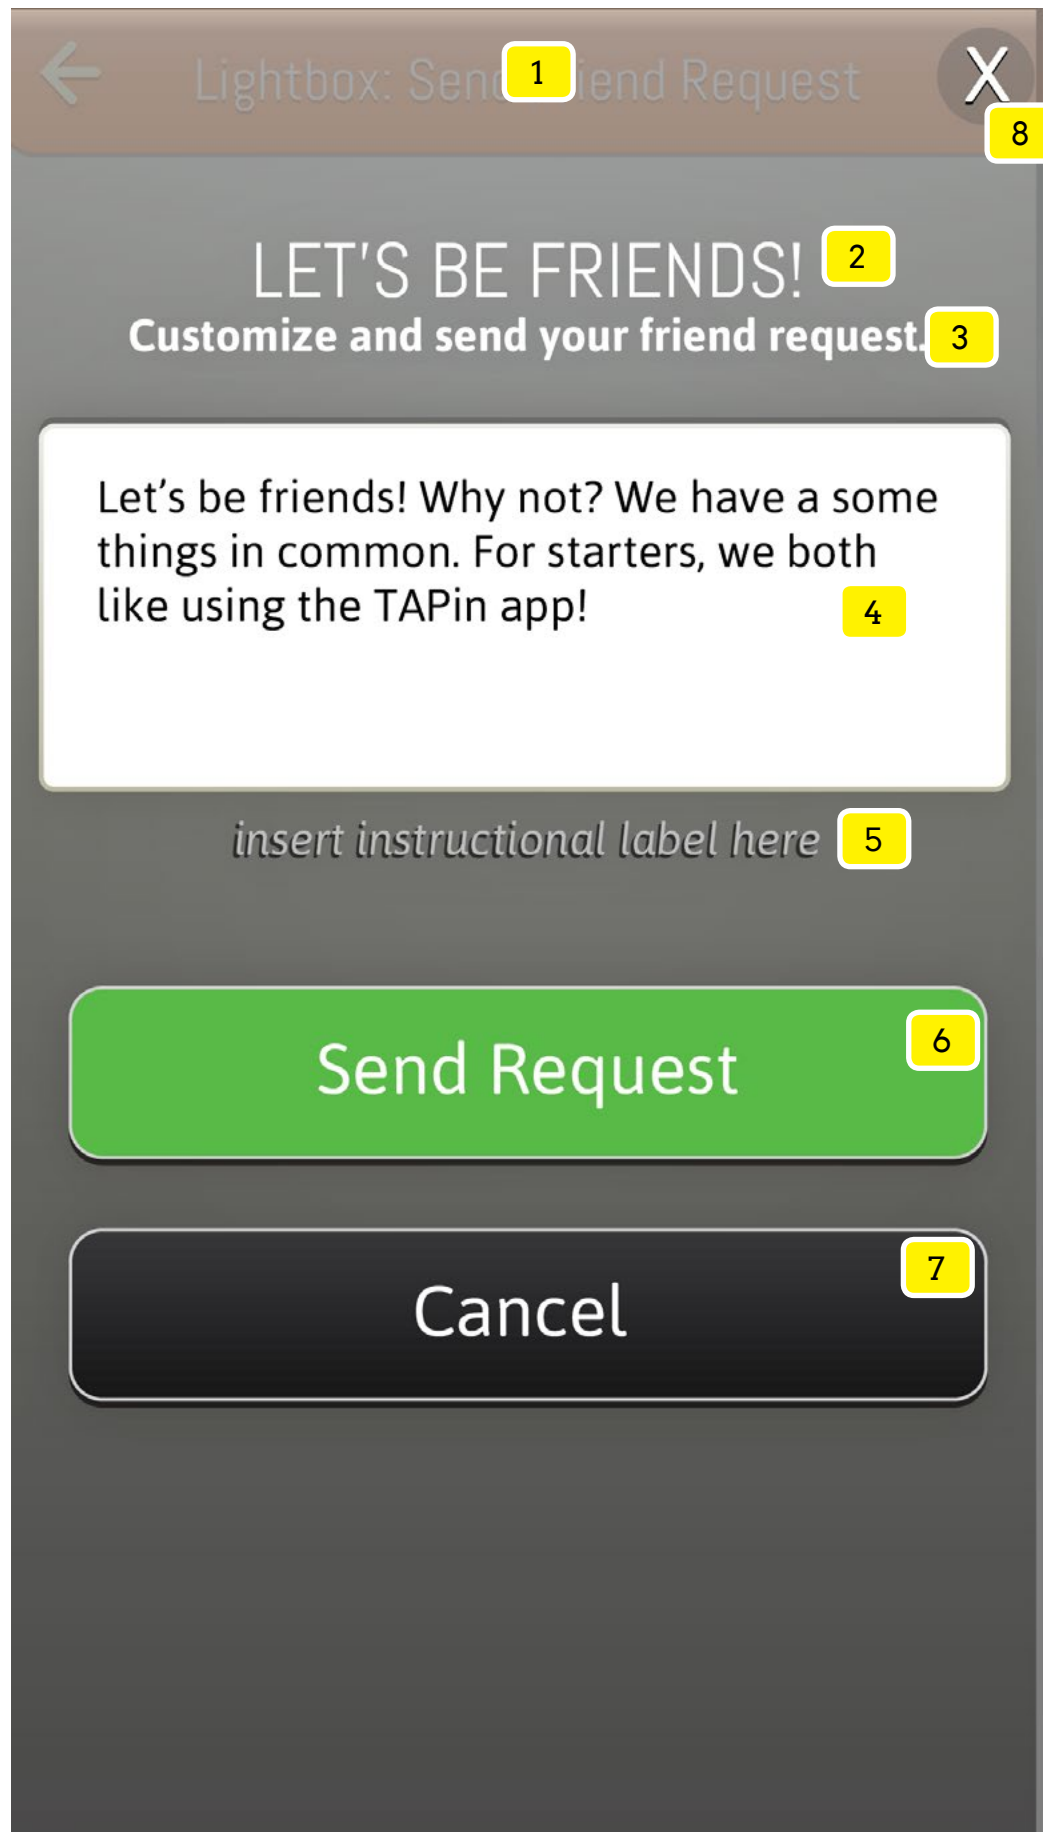 Lightbox: Send 1 iend Request X
8
LET'S BE FRIENDS! 2
Customize and send your friend request. 3
Let's be friends! Why not? We have a some
things in common. For starters, we both
like using the TAPin app! 4
insert instructional label here 5
Send Request 6
Cancel 7